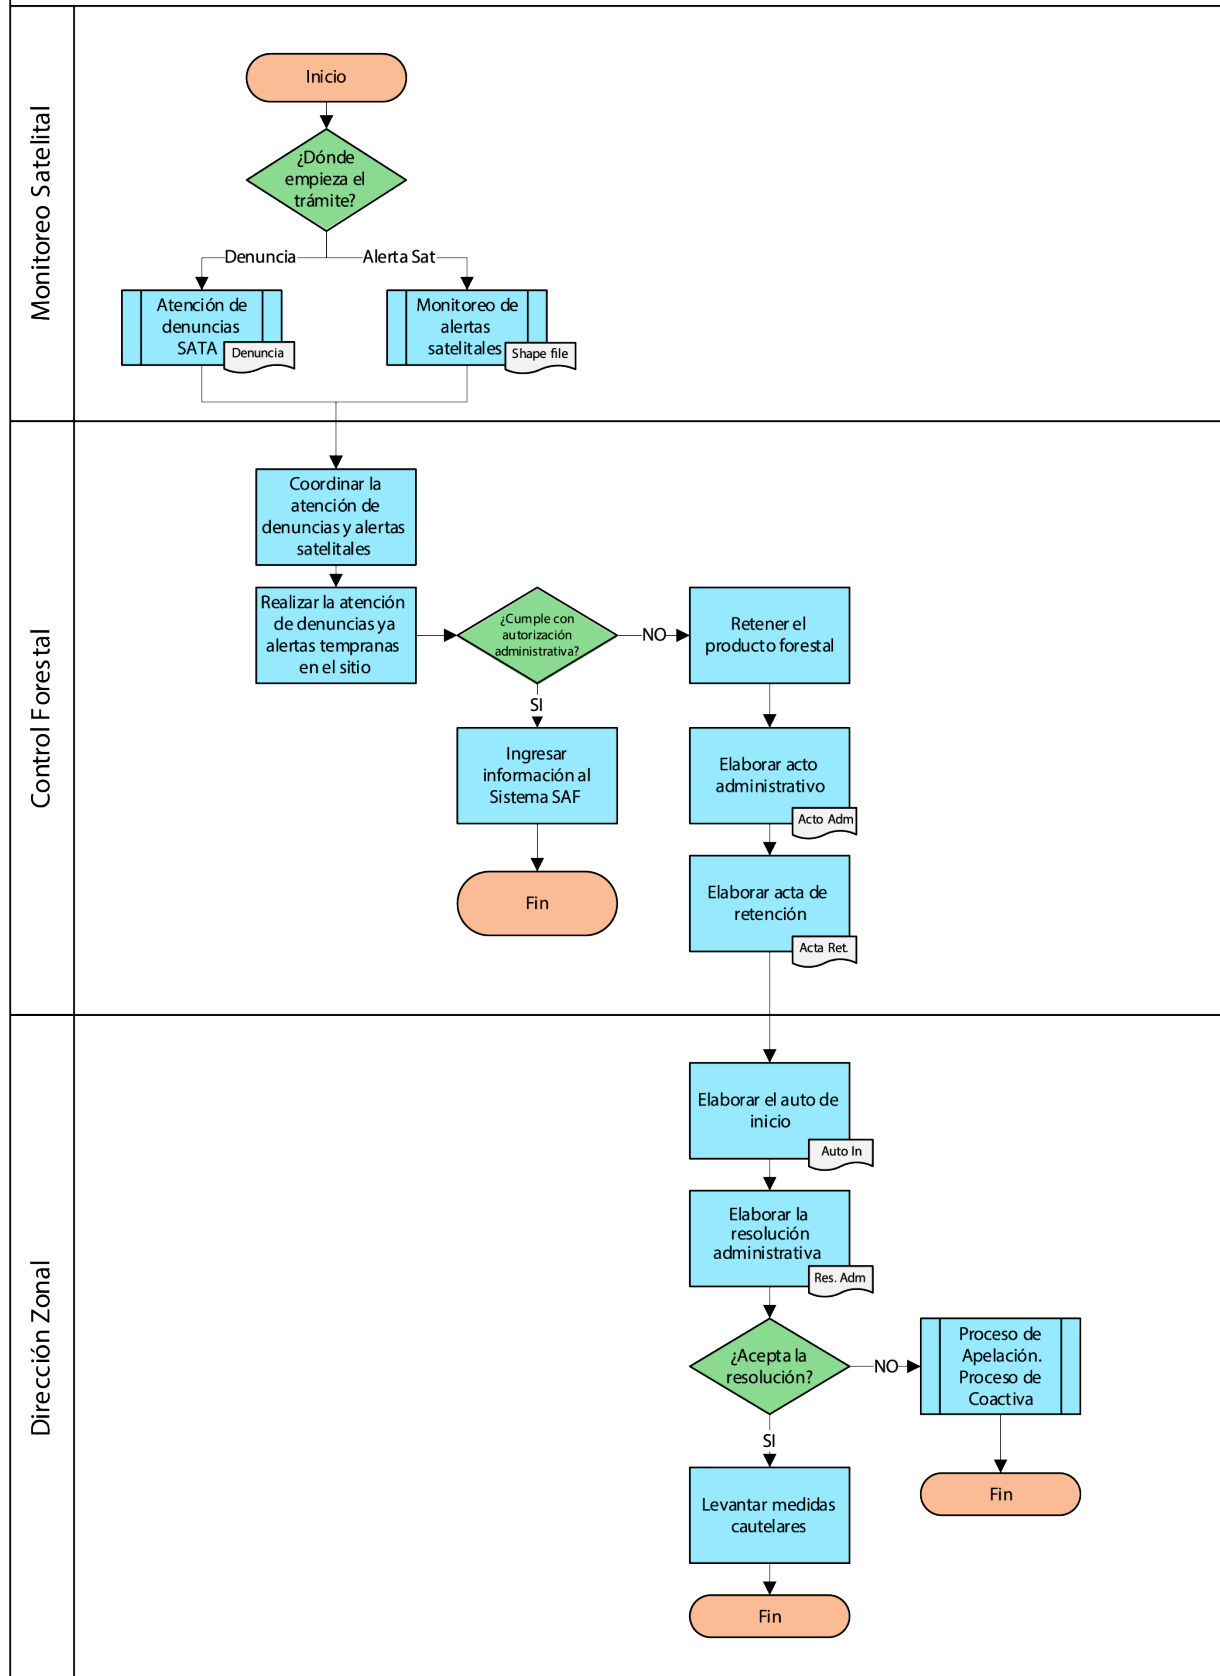 Monitoreo Satelital
Inicio
¿Dónde
empieza el
trámite?
Denuncia
Alerta Sat
Atención de
denuncias
SATA
Denuncia
Monitoreo de
alertas
satelitales
Shape file
Control Forestal
Coordinar la
atención de
denuncias y alertas
satelitales
Realizar la atención
de denuncias ya
alertas tempranas
en el sitio
¿Cumple con
autorización
administrativa?
NO
Retener el
producto forestal
SI
Ingresar
información al
Sistema SAF
Fin
Elaborar acto
administrativo
Acto Adm
Elaborar acta de
retención
Acta Ret.
Dirección Zonal
Elaborar el auto de
inicio
Auto In
Elaborar la
resolución
administrativa
Res. Adm
¿Acepta la
resolución?
NO
Proceso de
Apelación.
Proceso de
Coactiva
Fin
SI
Levantar medidas
cautelares
Fin